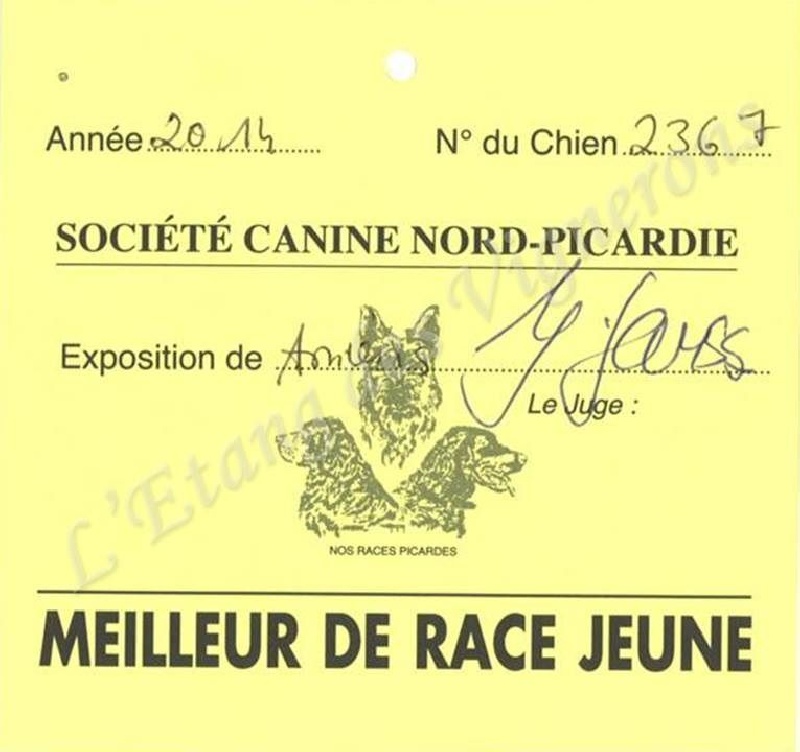 Année 2014 N° du Chien 2367
SOCIÉTÉ CANINE NORD-PICARDIE
Exposition de Amiens
Le Juge :
NOS RACES PICARDES
MEILLEUR DE RACE JEUNE
L'Etang des Vignerons